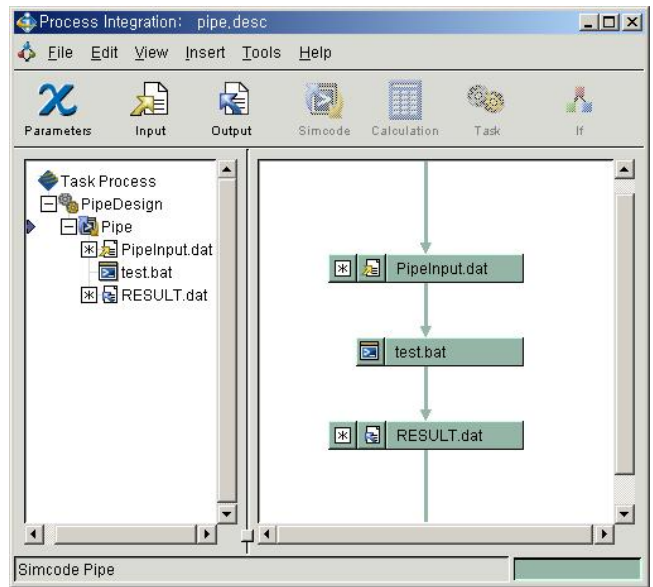 Process Integration: pipe.desc
File Edit View Insert Tools Help
Parameters Input Output Simcode Calculation Task If
Task Process
PipeDesign
Pipe
PipeInput.dat
test.bat
RESULT.dat
PipeInput.dat
test.bat
RESULT.dat
Simcode Pipe